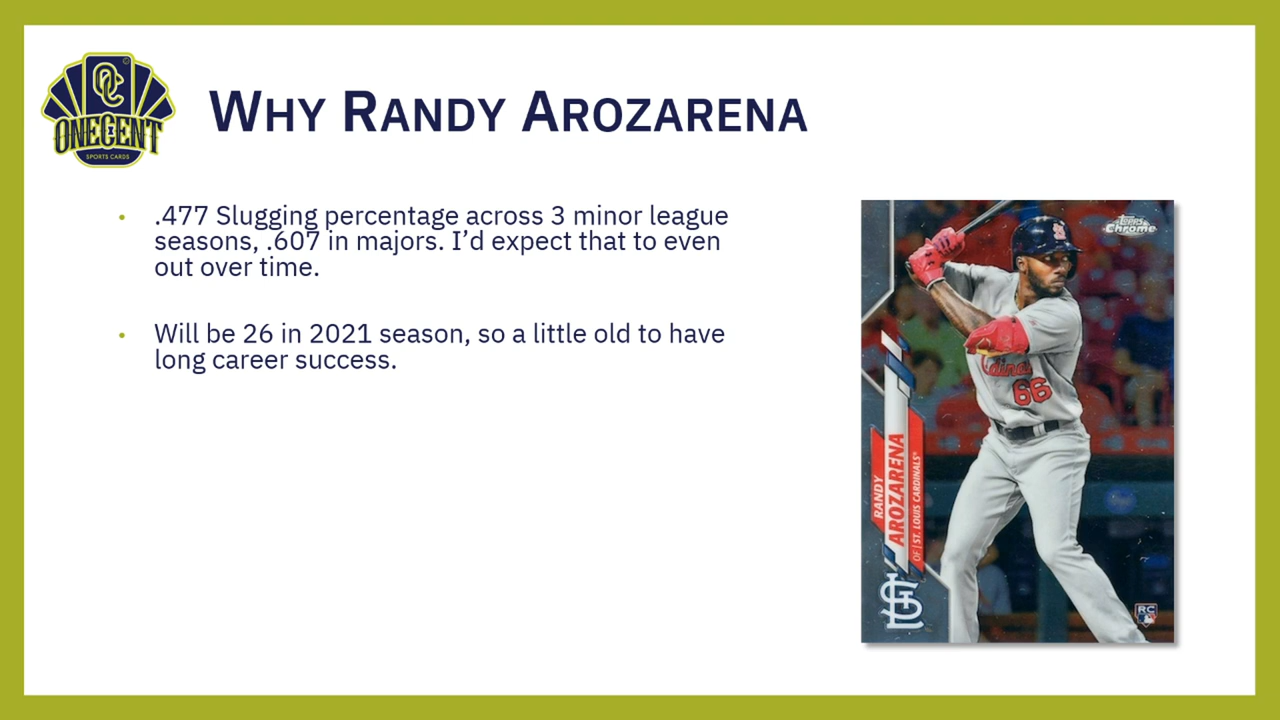 OC
ONECENT
SPORTS CARDS
WHY RANDY AROZARENA
• .477 Slugging percentage across 3 minor league
seasons, .607 in majors. I’d expect that to even
out over time.
• Will be 26 in 2021 season, so a little old to have
long career success.
Topps
Chrome
Cardinals
66
RANDY
AROZARENA
OF | ST. LOUIS CARDINALS®
STL
RC